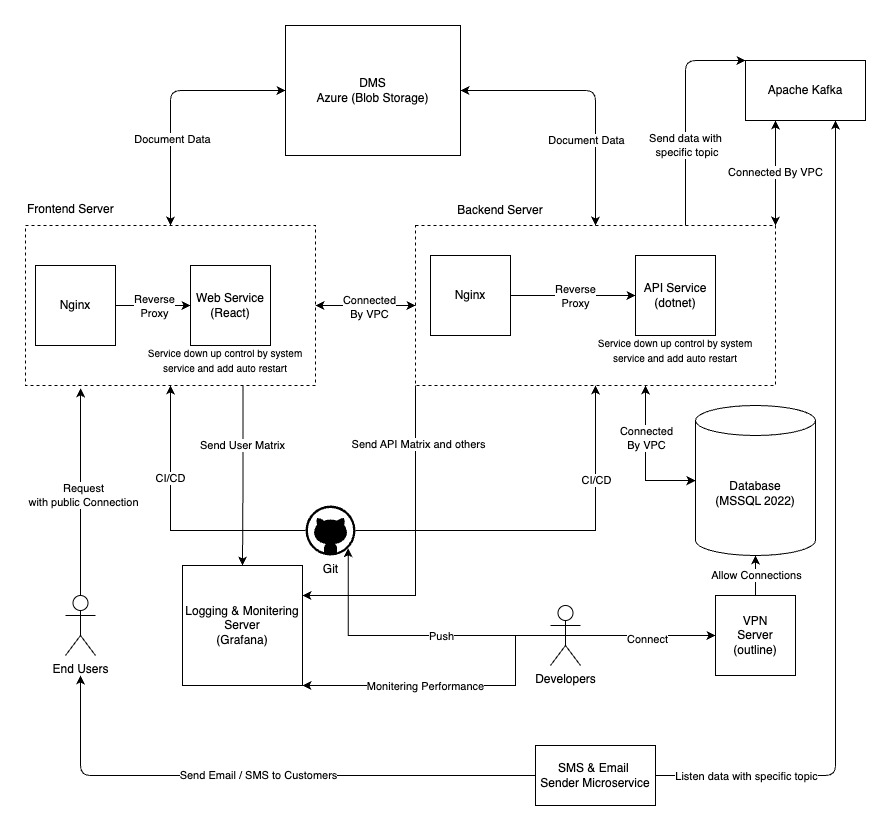 DMS
Azure (Blob Storage)
Apache Kafka
Document Data
Document Data
Send data with
specific topic
Connected By VPC
Frontend Server
Backend Server
Nginx
Reverse
Proxy
Web Service
(React)
Service down up control by system
service and add auto restart
Connected
By VPC
Nginx
Reverse
Proxy
API Service
(dotnet)
Service down up control by system
service and add auto restart
Send User Matrix
Send API Matrix and others
Connected
By VPC
CI/CD
CI/CD
Request
with public Connection
Database
(MSSQL 2022)
Git
Allow Connections
Logging & Monitering
Server
(Grafana)
VPN
Server
(outline)
Push
Connect
End Users
Developers
Monitering Performance
SMS & Email
Sender Microservice
Send Email / SMS to Customers
Listen data with specific topic